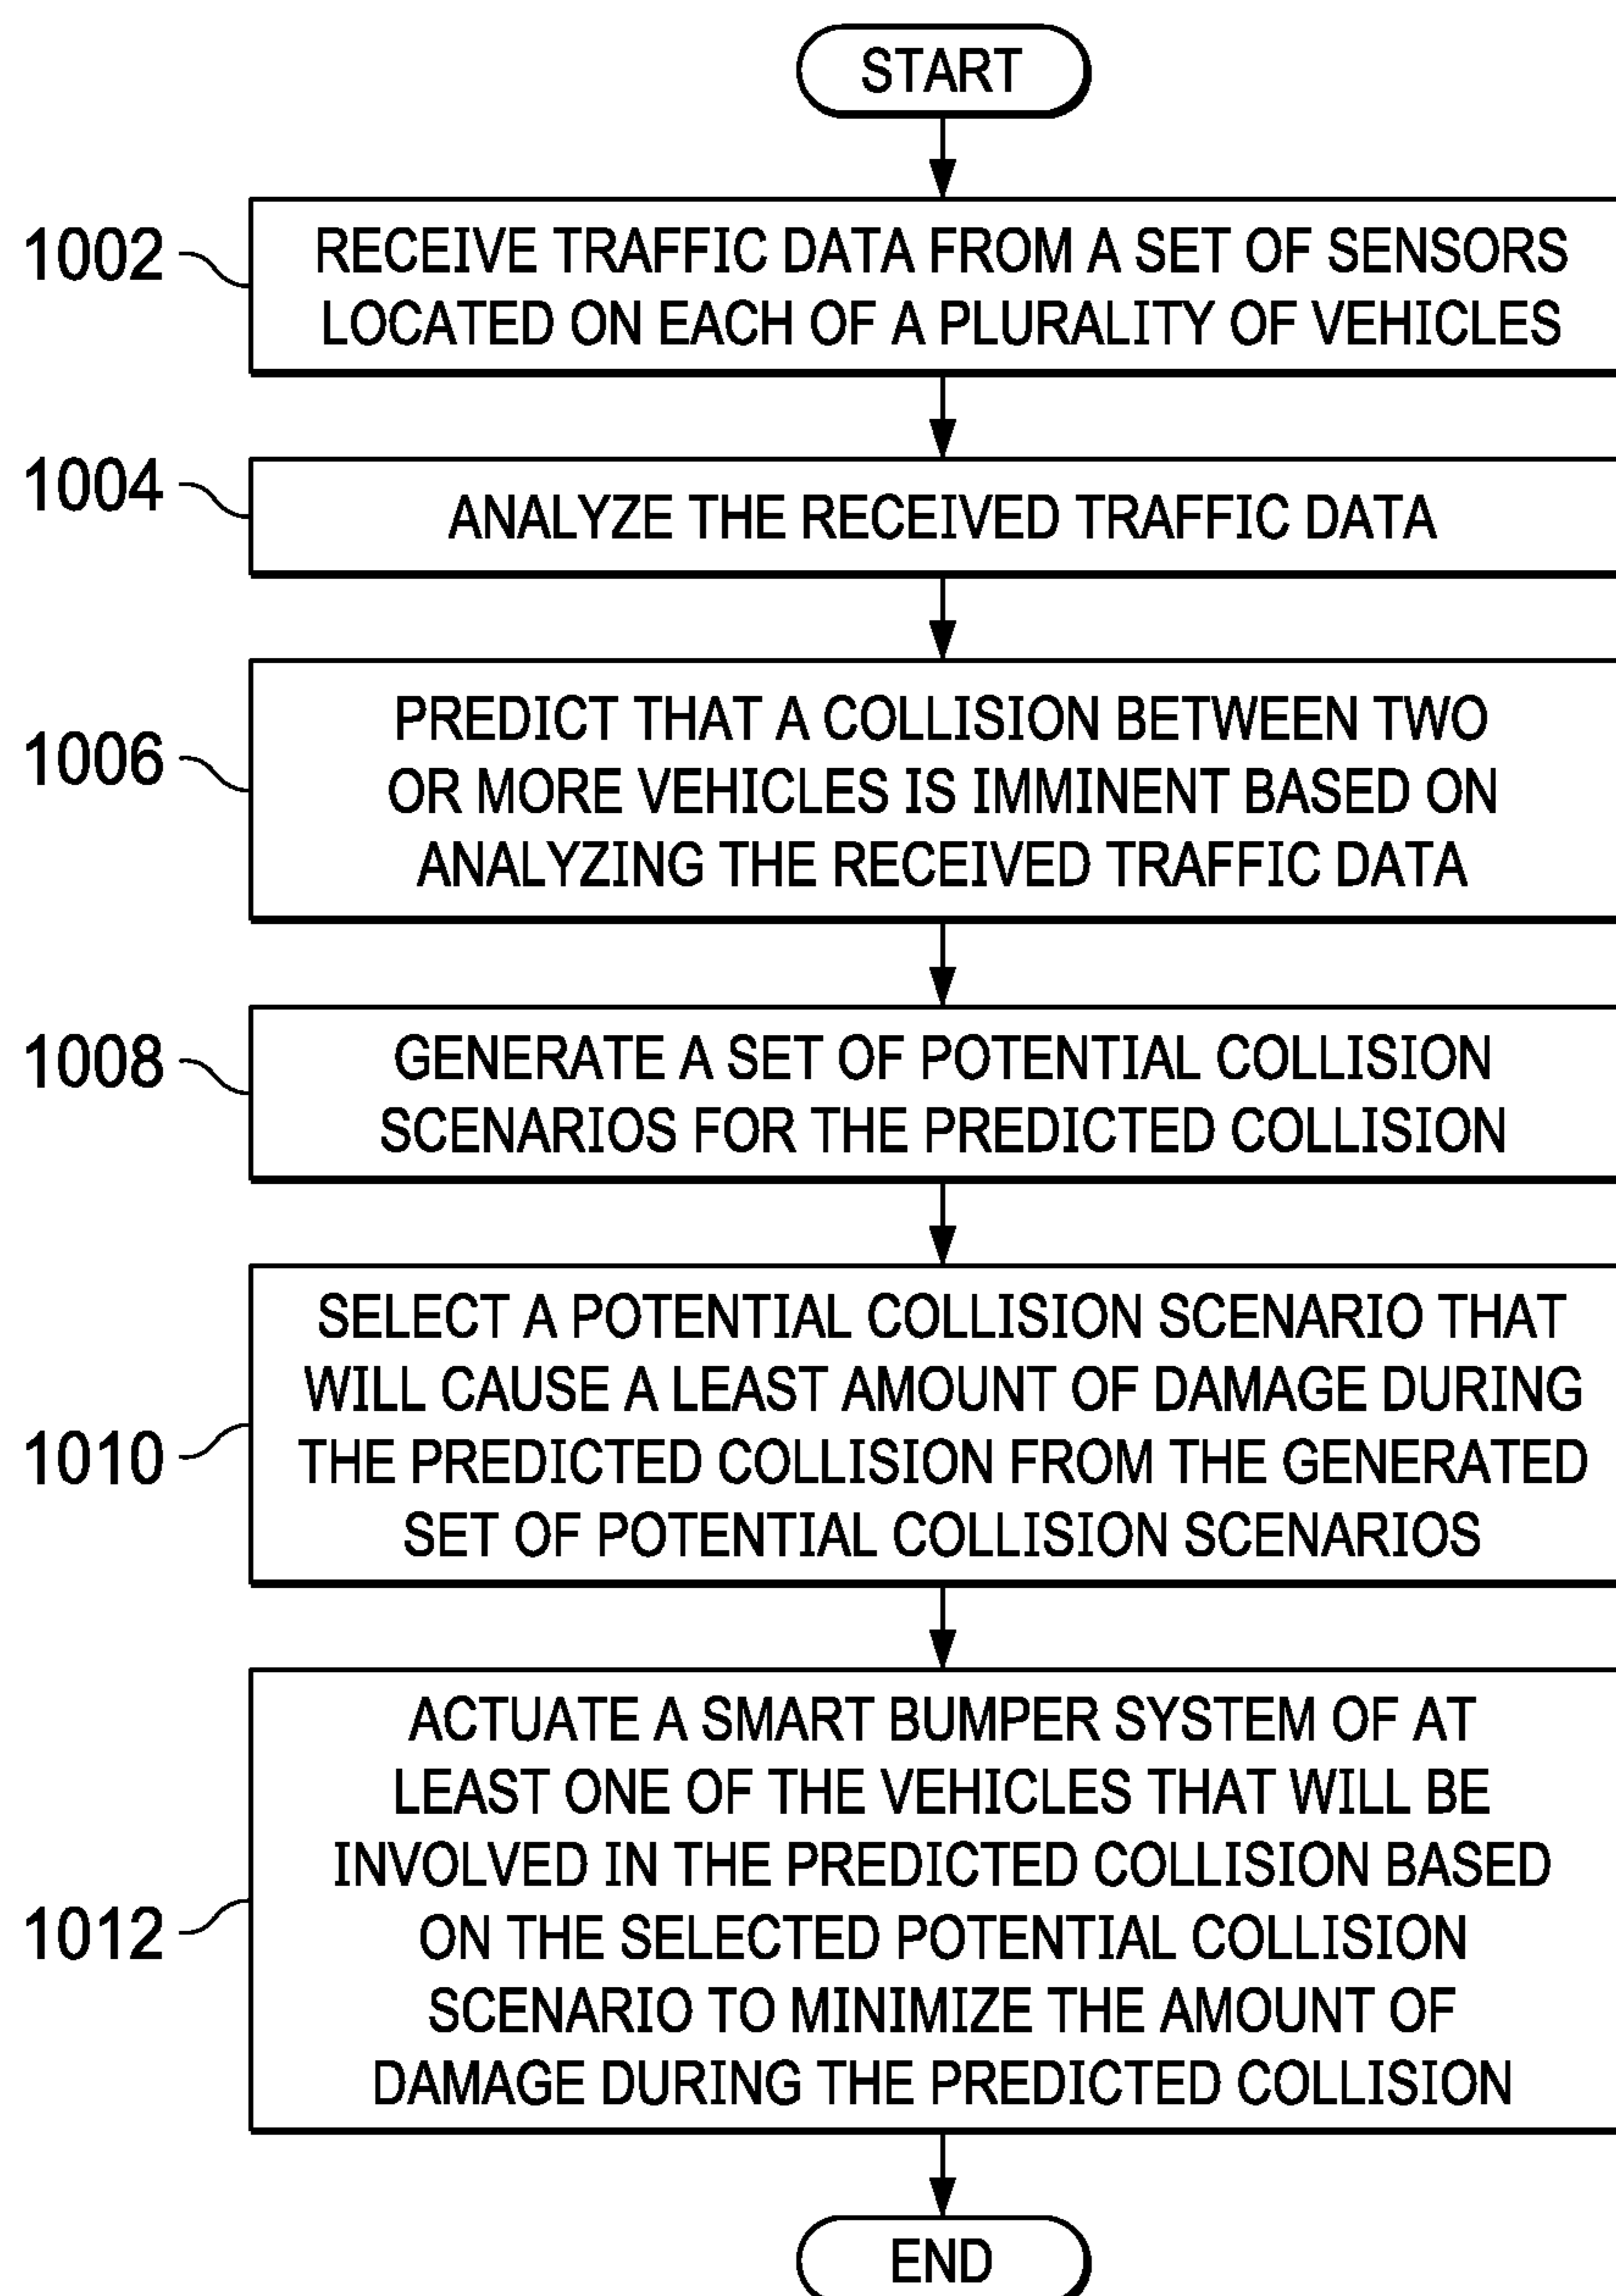 START
1002
RECEIVE TRAFFIC DATA FROM A SET OF SENSORS
LOCATED ON EACH OF A PLURALITY OF VEHICLES
1004
ANALYZE THE RECEIVED TRAFFIC DATA
1006
PREDICT THAT A COLLISION BETWEEN TWO
OR MORE VEHICLES IS IMMINENT BASED ON
ANALYZING THE RECEIVED TRAFFIC DATA
1008
GENERATE A SET OF POTENTIAL COLLISION
SCENARIOS FOR THE PREDICTED COLLISION
1010
SELECT A POTENTIAL COLLISION SCENARIO THAT
WILL CAUSE A LEAST AMOUNT OF DAMAGE DURING
THE PREDICTED COLLISION FROM THE GENERATED
SET OF POTENTIAL COLLISION SCENARIOS
1012
ACTUATE A SMART BUMPER SYSTEM OF AT
LEAST ONE OF THE VEHICLES THAT WILL BE
INVOLVED IN THE PREDICTED COLLISION BASED
ON THE SELECTED POTENTIAL COLLISION
SCENARIO TO MINIMIZE THE AMOUNT OF
DAMAGE DURING THE PREDICTED COLLISION
END